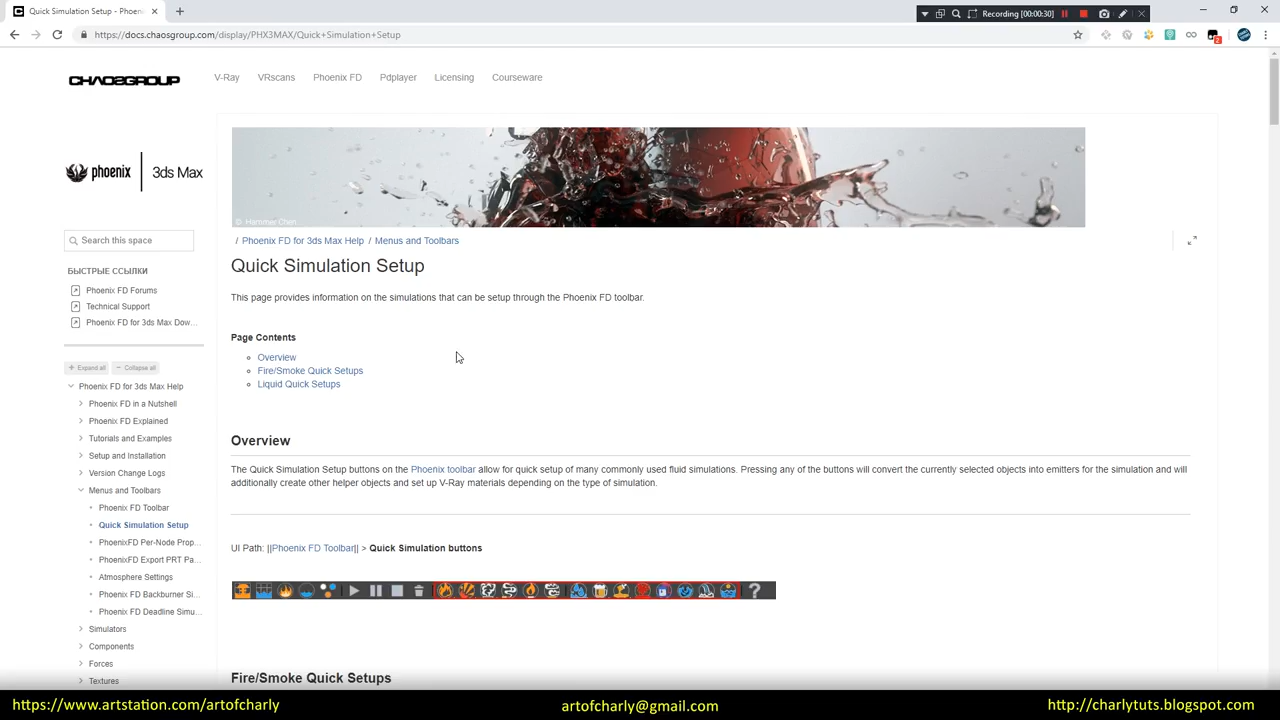 Quick Simulation Setup - Phoeni
Recording [00:00:30]
https://docs.chaosgroup.com/display/PHX3MAX/Quick+Simulation+Setup
2
CHAOSGROUP
V-Ray
VRscans
Phoenix FD
Pdplayer
Licensing
Courseware
phoenix
3ds Max
© Hammer Chen
Search this space
/ Phoenix FD for 3ds Max Help / Menus and Toolbars
Quick Simulation Setup
This page provides information on the simulations that can be setup through the Phoenix FD toolbar.
БЫСТРЫЕ ССЫЛКИ
Phoenix FD Forums
Technical Support
Phoenix FD for 3ds Max Dow...
Expand all
Collapse all
Phoenix FD for 3ds Max Help
Phoenix FD in a Nutshell
Phoenix FD Explained
Tutorials and Examples
Setup and Installation
Version Change Logs
Menus and Toolbars
Phoenix FD Toolbar
Quick Simulation Setup
PhoenixFD Per-Node Prop...
PhoenixFD Export PRT Pa...
Atmosphere Settings
Phoenix FD Backburner Si...
Phoenix FD Deadline Simu...
Simulators
Components
Forces
Textures
Page Contents
Overview
Fire/Smoke Quick Setups
Liquid Quick Setups
Overview
The Quick Simulation Setup buttons on the Phoenix toolbar allow for quick setup of many commonly used fluid simulations. Pressing any of the buttons will convert the currently selected objects into emitters for the simulation and will
additionally create other helper objects and set up V-Ray materials depending on the type of simulation.
UI Path: ||Phoenix FD Toolbar|| > Quick Simulation buttons
?
Fire/Smoke Quick Setups
https://www.artstation.com/artofcharly
artofcharly@gmail.com
http://charlytuts.blogspot.com